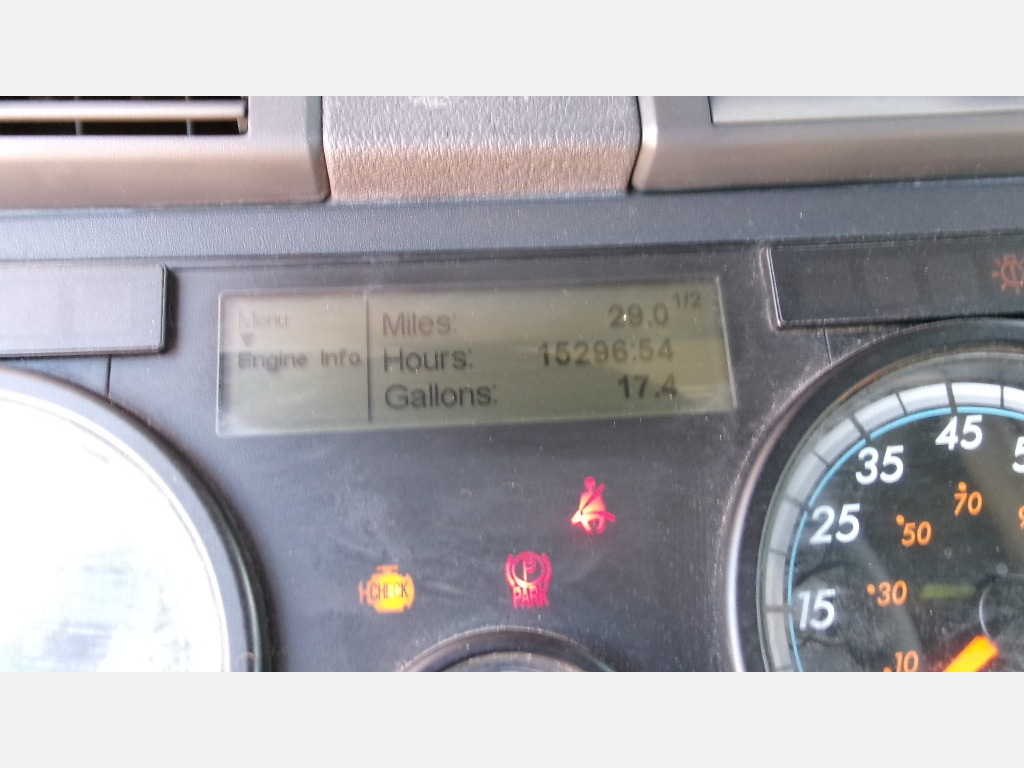 Menu
Miles: 29.0 1/2
Engine Info
Hours: 15296:54
Gallons: 17.4
45
35
25
15
70
50
30
10
CHECK
P
PARK